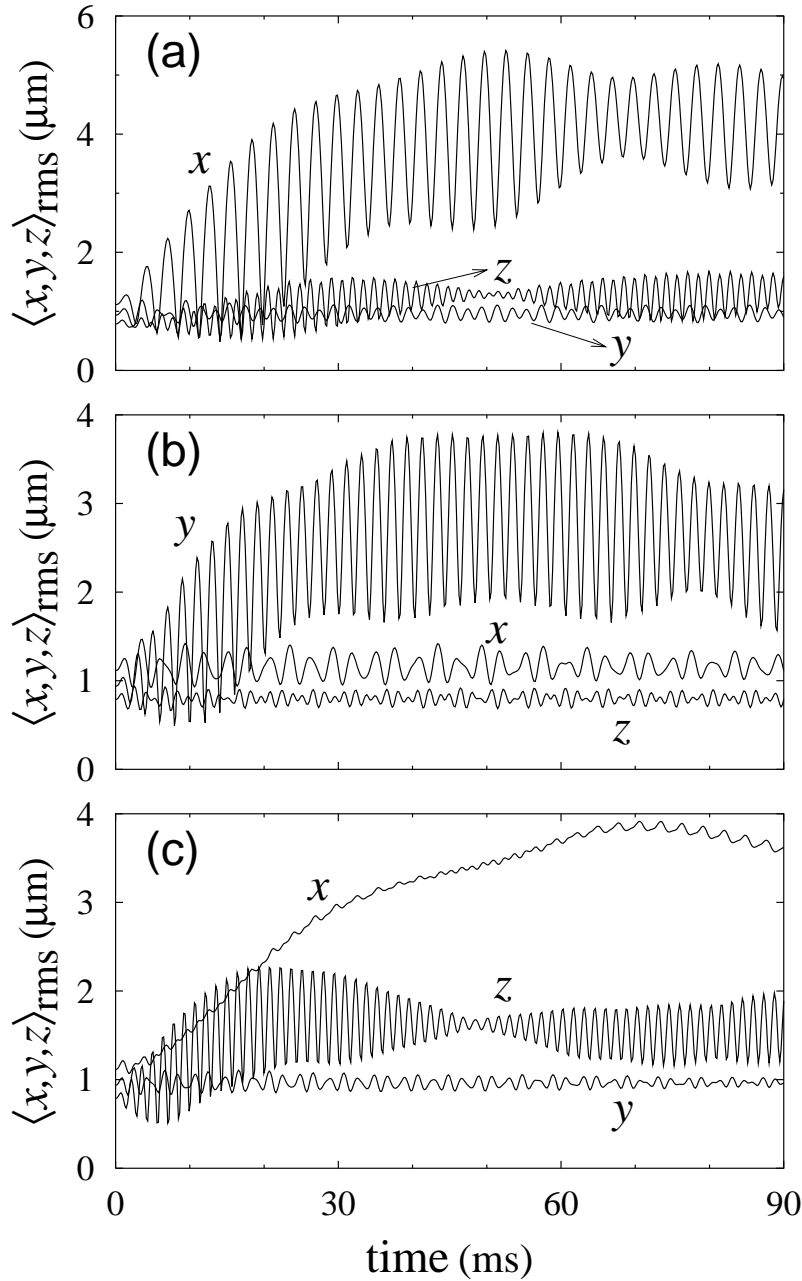 6
(a)
x
4
⟨x,y,z⟩rms (μm)
2
z
y
0
4
(b)
y
3
⟨x,y,z⟩rms (μm)
2
x
1
z
0
4
(c)
x
3
⟨x,y,z⟩rms (μm)
2
z
1
y
0
0 30 60 90
time (ms)